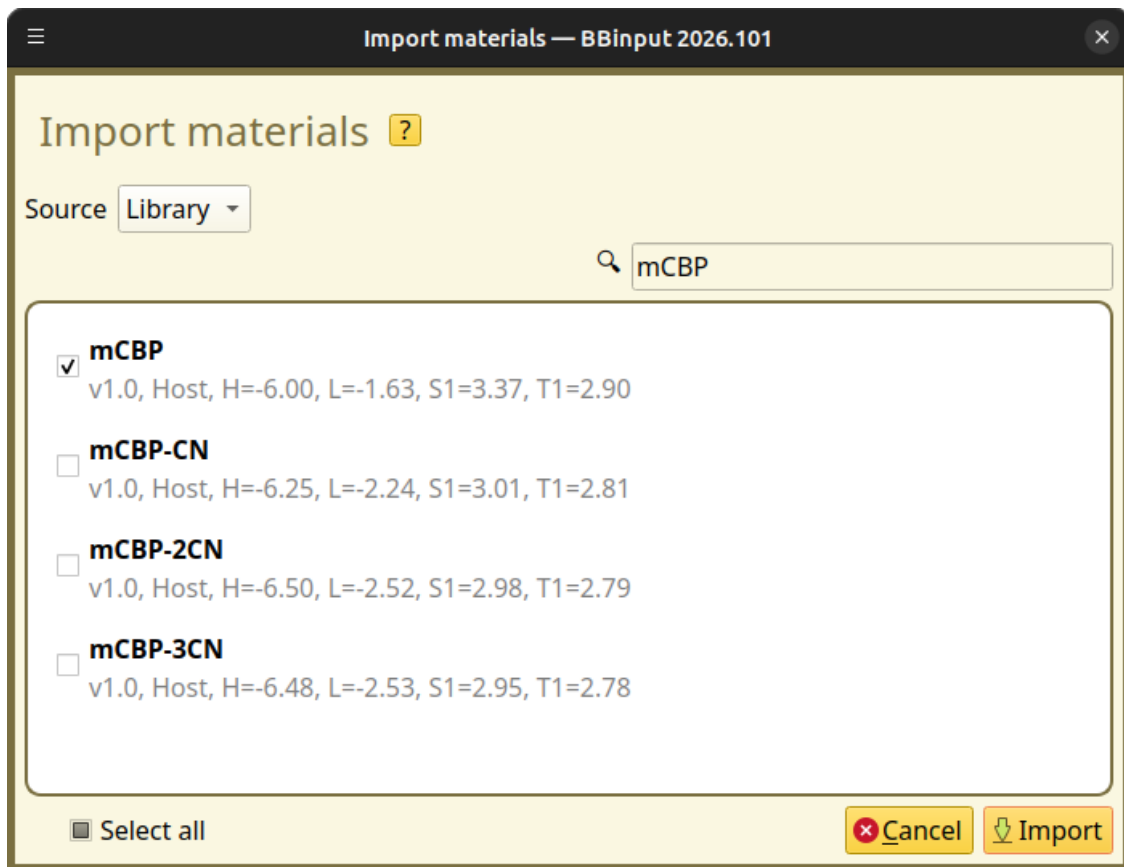 Import materials — BBinput 2026.101
Import materials ?
Source Library
mCBP
mCBP
v1.0, Host, H=-6.00, L=-1.63, S1=3.37, T1=2.90
mCBP-CN
v1.0, Host, H=-6.25, L=-2.24, S1=3.01, T1=2.81
mCBP-2CN
v1.0, Host, H=-6.50, L=-2.52, S1=2.98, T1=2.79
mCBP-3CN
v1.0, Host, H=-6.48, L=-2.53, S1=2.95, T1=2.78
Select all Cancel Import